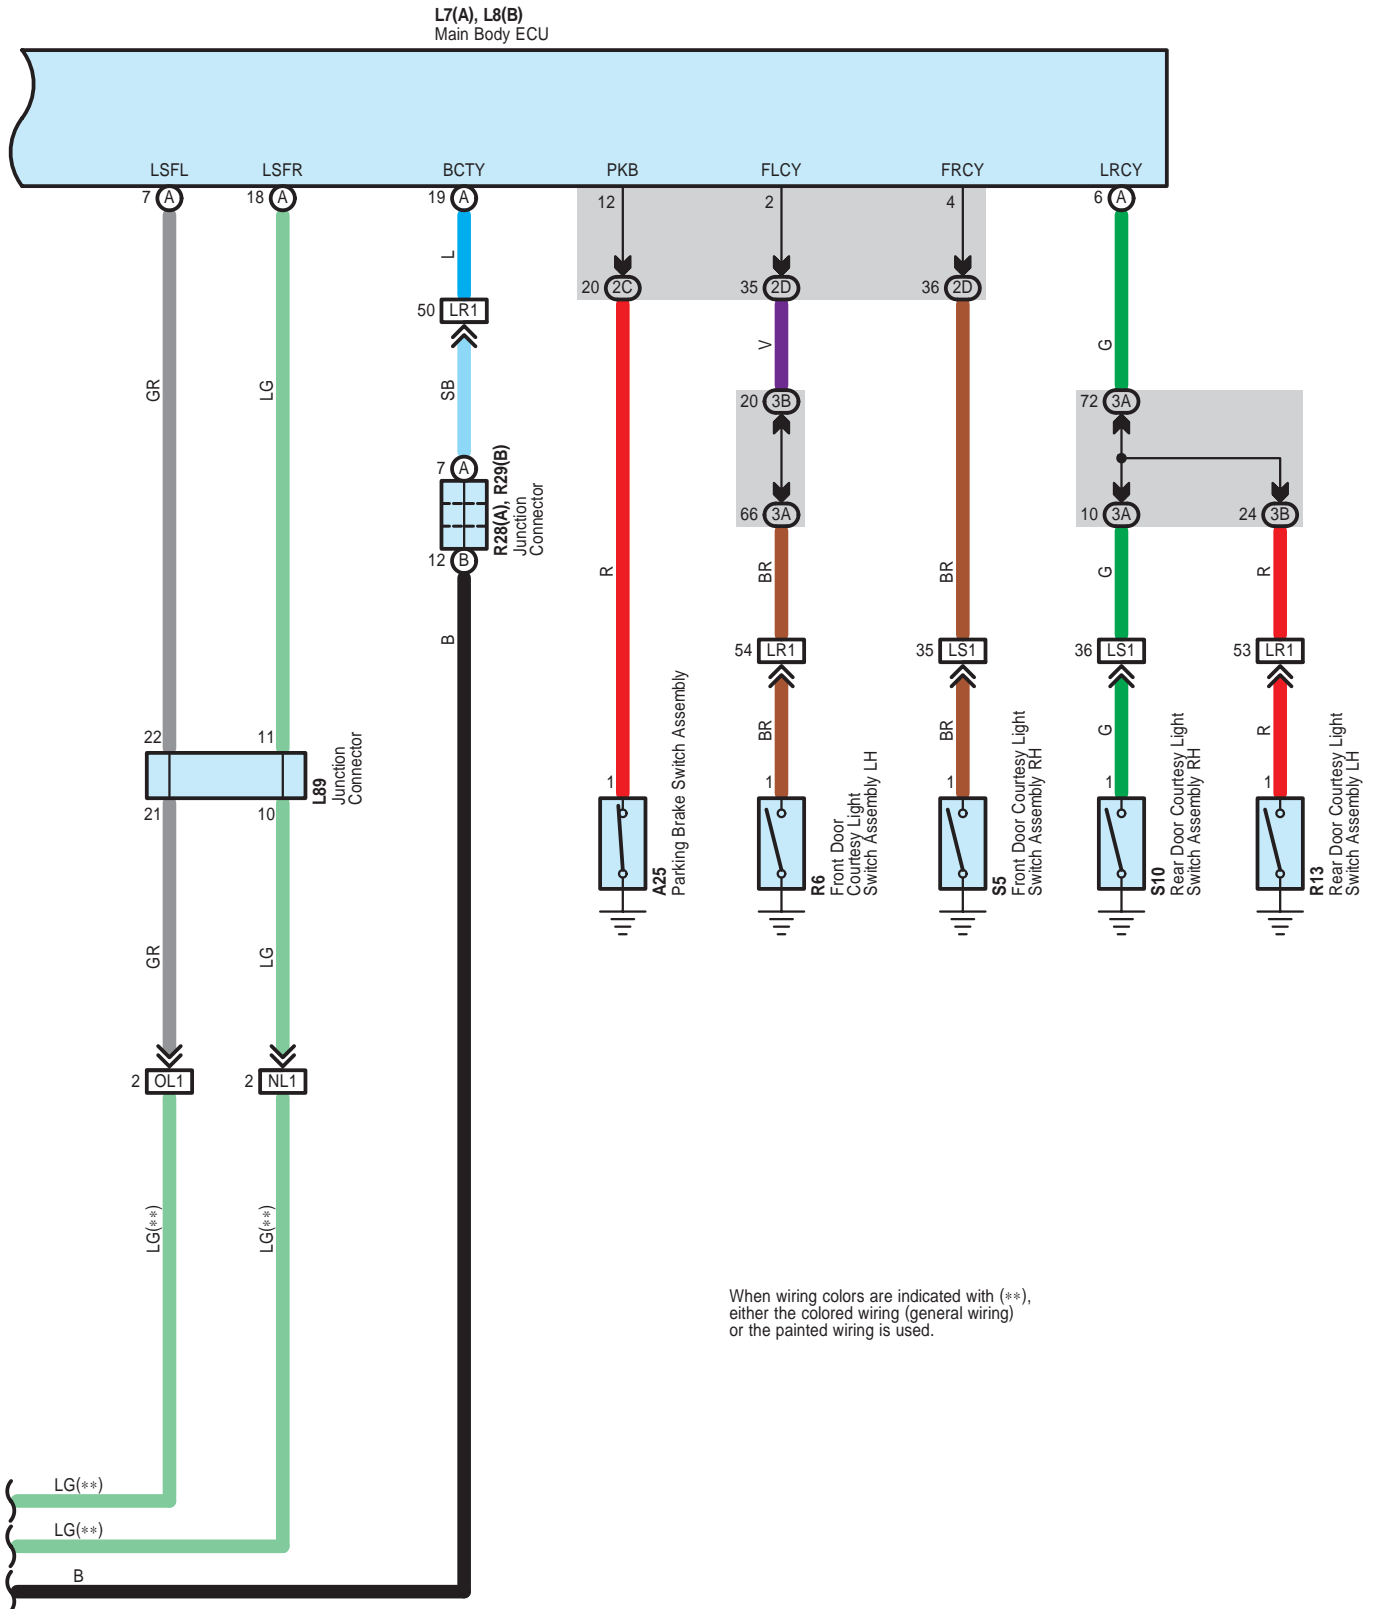 L7(A), L8(B)
Main Body ECU
LSFL
LSFR
BCTY
PKB
FLCY
FRCY
LRCY
7 A
18 A
19 A
12
2
4
6 A
L
20 2C
35 2D
36 2D
50 LR1
V
G
GR
LG
SB
20 3B
72 3A
7 A
R28(A), R29(B)
Junction
Connector
66 3A
10 3A
24 3B
12 B
R
BR
BR
G
R
B
54 LR1
35 LS1
36 LS1
53 LR1
22
11
BR
BR
G
R
L89
Junction
Connector
21
10
1
1
1
1
1
A25
Parking Brake Switch Assembly
R6
Front Door
Courtesy Light
Switch Assembly LH
S5
Front Door Courtesy Light
Switch Assembly RH
S10
Rear Door Courtesy Light
Switch Assembly RH
R13
Rear Door Courtesy Light
Switch Assembly LH
GR
LG
2 OL1
2 NL1
LG(**)
LG(**)
When wiring colors are indicated with (**),
either the colored wiring (general wiring)
or the painted wiring is used.
LG(**)
LG(**)
B